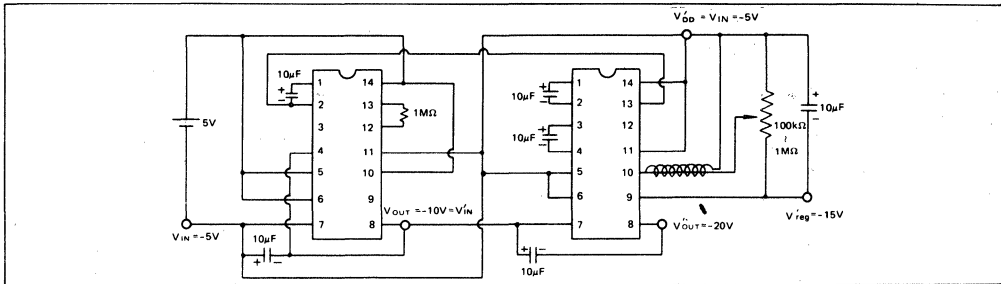 V'DD = VIN = -5V
10μF
+
-
1
2
3
4
5
6
7
14
13
12
11
10
9
8
1MΩ
5V
VIN = -5V
10μF
+ -
VOUT = -10V = V'IN
10μF
+
-
10μF
+
-
1
2
3
4
5
6
7
14
13
12
11
10
9
8
+ -
10μF
100kΩ
~
1MΩ
+
10μF
-
V'reg = -15V
V'OUT = -20V